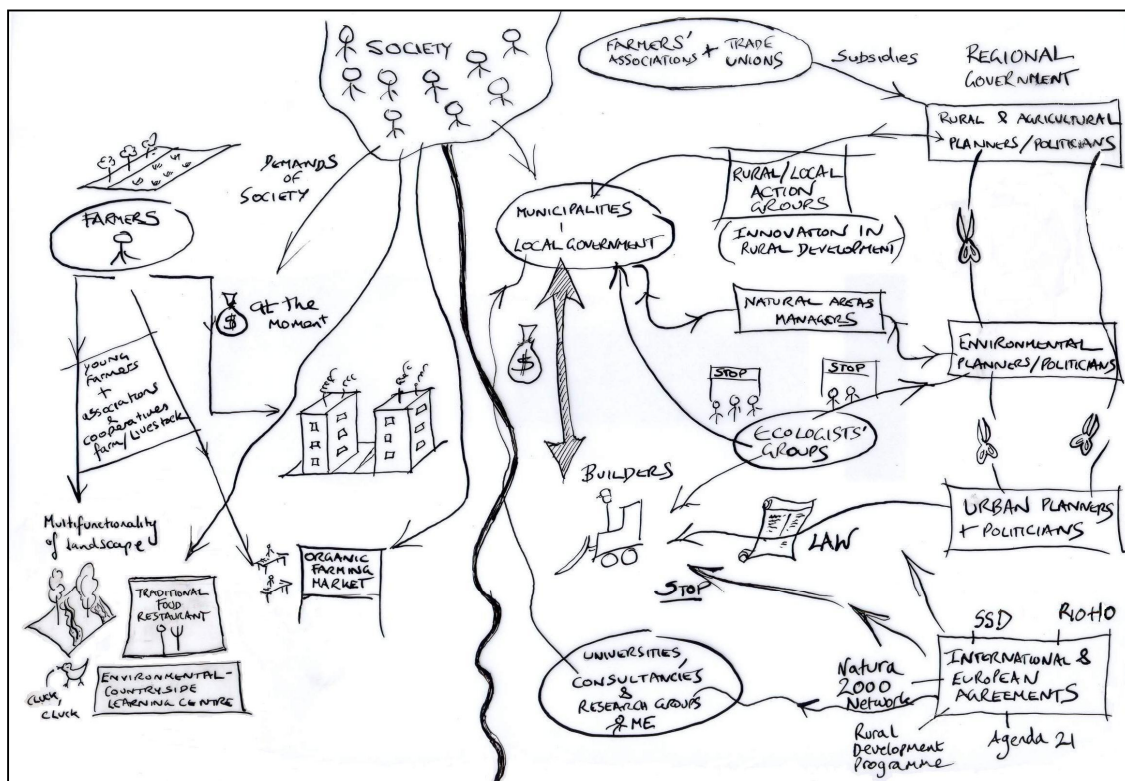 SOCIETY
DEMANDS
OF
SOCIETY
FARMERS
$
at the
moment
YOUNG
farmers
+
associations
&
cooperatives
farm/livestock
Multifunctionality
of landscape
TRADITIONAL
FOOD
RESTAURANT
CLUCK,
CLUCK
ENVIRONMENTAL-
COUNTRYSIDE
LEARNING CENTRE
ORGANIC
FARMING
MARKET
FARMERS'
ASSOCIATIONS + TRADE
UNIONS
Subsidies
REGIONAL
GOVERNMENT
RURAL & AGRICULTURAL
PLANNERS/POLITICIANS
MUNICIPALITIES
-
LOCAL GOVERNMENT
RURAL/LOCAL
ACTION
GROUPS
(INNOVATION IN
RURAL DEVELOPMENT)
NATURAL AREAS
MANAGERS
ENVIRONMENTAL
PLANNERS/POLITICIANS
$
STOP
STOP
ECOLOGISTS'
GROUPS
BUILDERS
LAW
STOP
URBAN PLANNERS
+ POLITICIANS
UNIVERSITIES,
CONSULTANCIES
&
RESEARCH GROUPS
ME
SSD
INTERNATIONAL &
EUROPEAN
AGREEMENTS
Natura
2000
Network
Rural
Development
Programme
Agenda 21